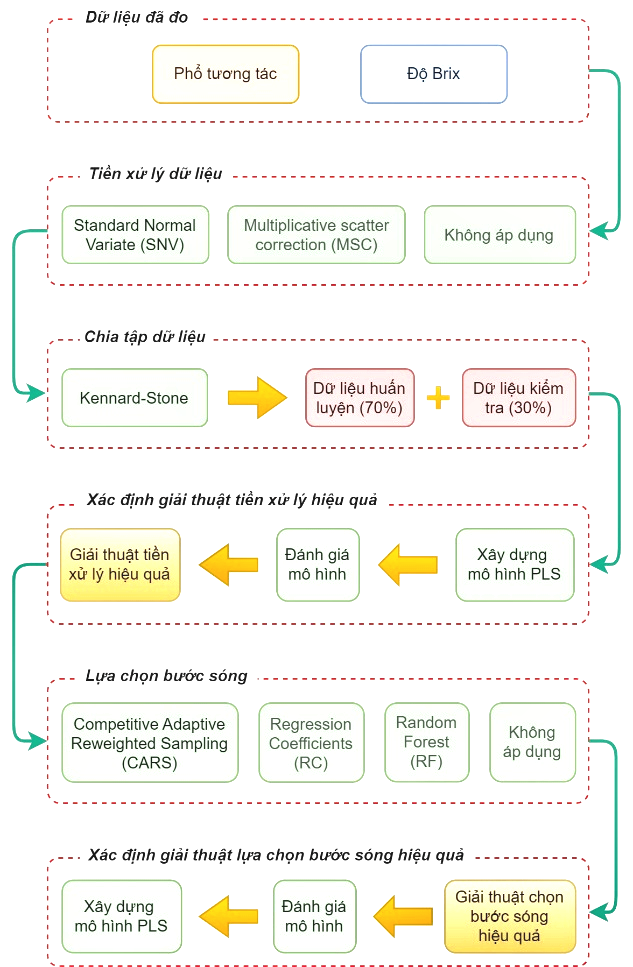 Dữ liệu đã đo
Phổ tương tác
Độ Brix
Tiền xử lý dữ liệu
Standard Normal
Variate (SNV)
Multiplicative scatter
correction (MSC)
Không áp dụng
Chia tập dữ liệu
Kennard-Stone
Dữ liệu huấn
luyện (70%)
Dữ liệu kiểm
tra (30%)
Xác định giải thuật tiền xử lý hiệu quả
Giải thuật tiền
xử lý hiệu quả
Đánh giá
mô hình
Xây dựng
mô hình PLS
Lựa chọn bước sóng
Competitive Adaptive
Reweighted Sampling
(CARS)
Regression
Coefficients
(RC)
Random
Forest
(RF)
Không
áp dụng
Xác định giải thuật lựa chọn bước sóng hiệu quả
Xây dựng
mô hình PLS
Đánh giá
mô hình
Giải thuật chọn
bước sóng
hiệu quả